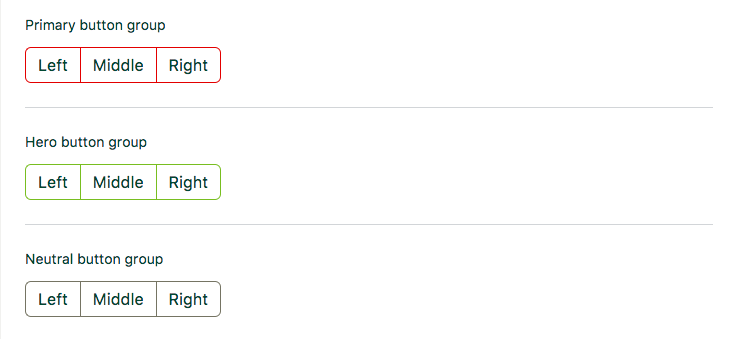 Primary button group
Left Middle Right
Hero button group
Left Middle Right
Neutral button group
Left Middle Right